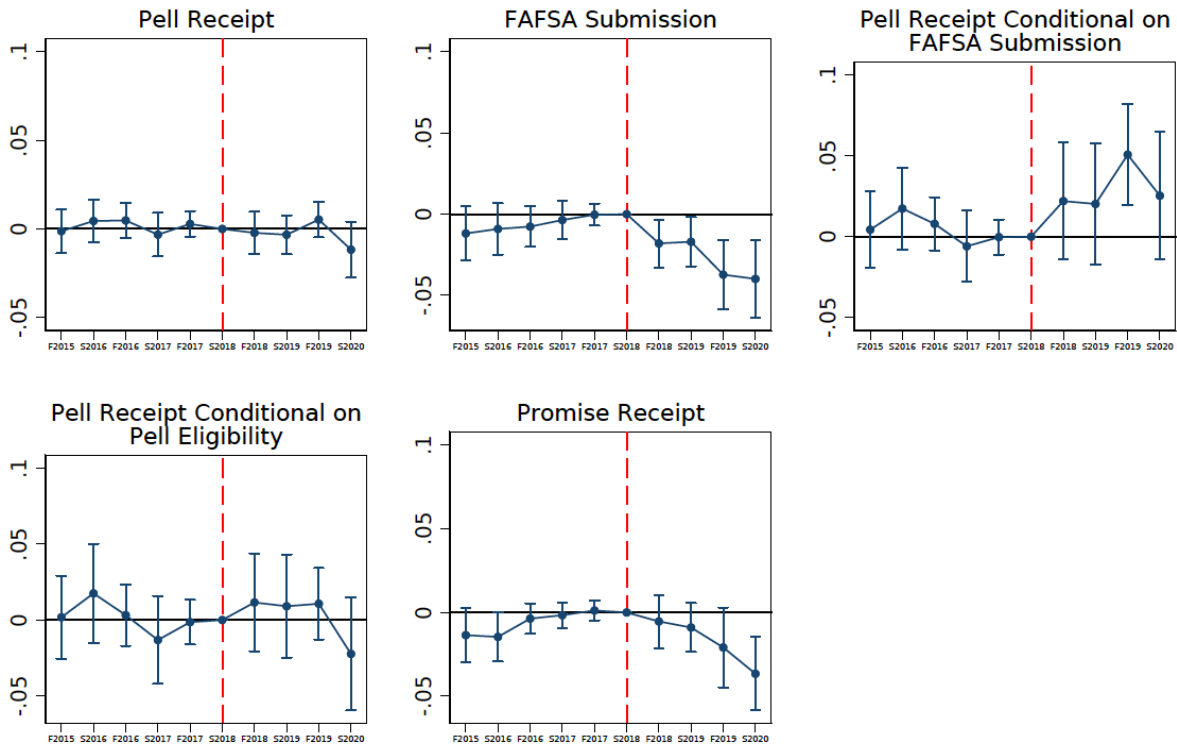 Pell Receipt
.1
.05
0
-.05
F2015 S2016 F2016 S2017 F2017 S2018 F2018 S2019 F2019 S2020
FAFSA Submission
.1
.05
0
-.05
F2015 S2016 F2016 S2017 F2017 S2018 F2018 S2019 F2019 S2020
Pell Receipt Conditional on
FAFSA Submission
.1
.05
0
-.05
F2015 S2016 F2016 S2017 F2017 S2018 F2018 S2019 F2019 S2020
Pell Receipt Conditional on
Pell Eligibility
.1
.05
0
-.05
F2015 S2016 F2016 S2017 F2017 S2018 F2018 S2019 F2019 S2020
Promise Receipt
.1
.05
0
-.05
F2015 S2016 F2016 S2017 F2017 S2018 F2018 S2019 F2019 S2020